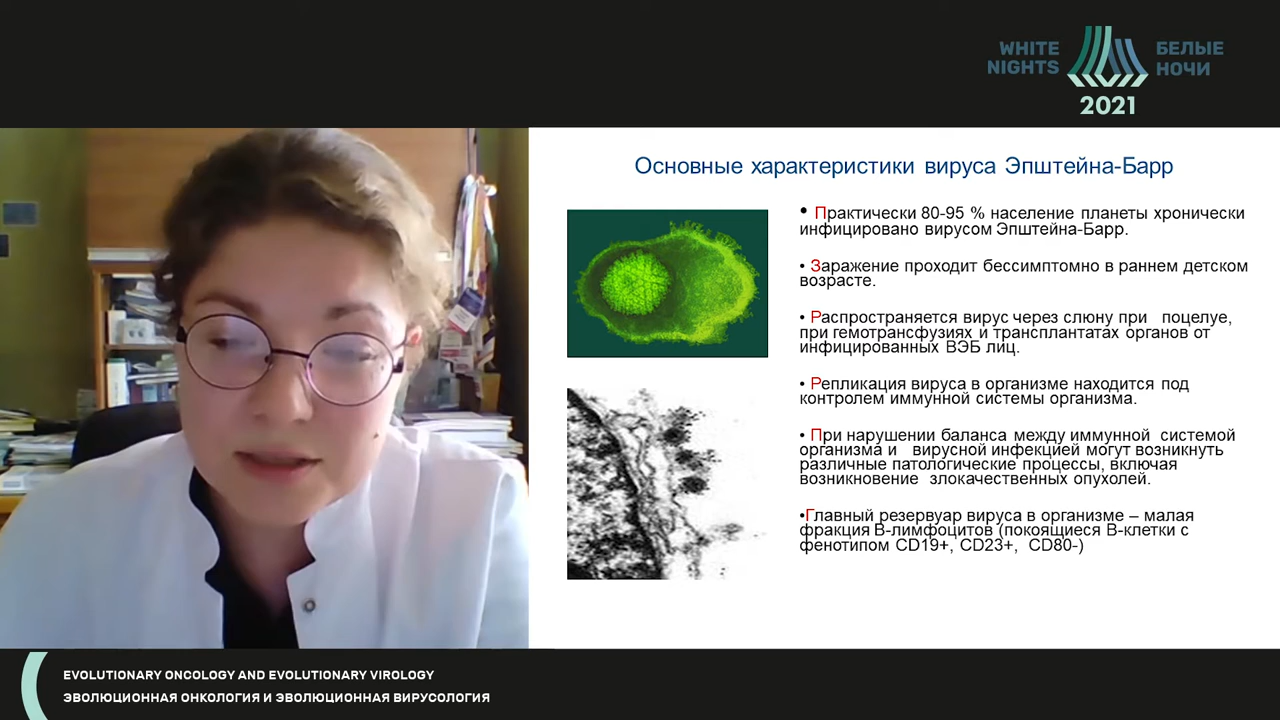 WHITE
NIGHTS
БЕЛЫЕ
НОЧИ
2021
Основные характеристики вируса Эпштейна-Барр
• Практически 80-95 % население планеты хронически
инфицировано вирусом Эпштейна-Барр.
• Заражение проходит бессимптомно в раннем детском
возрасте.
• Распространяется вирус через слюну при поцелуе,
при гемотрансфузиях и трансплантатах органов от
инфицированных ВЭБ лиц.
• Репликация вируса в организме находится под
контролем иммунной системы организма.
• При нарушении баланса между иммунной системой
организма и вирусной инфекцией могут возникнуть
различные патологические процессы, включая
возникновение злокачественных опухолей.
•Главный резервуар вируса в организме – малая
фракция В-лимфоцитов (покоящиеся В-клетки с
фенотипом CD19+, CD23+, CD80-)
EVOLUTIONARY ONCOLOGY AND EVOLUTIONARY VIROLOGY
ЭВОЛЮЦИОННАЯ ОНКОЛОГИЯ И ЭВОЛЮЦИОННАЯ ВИРУСОЛОГИЯ